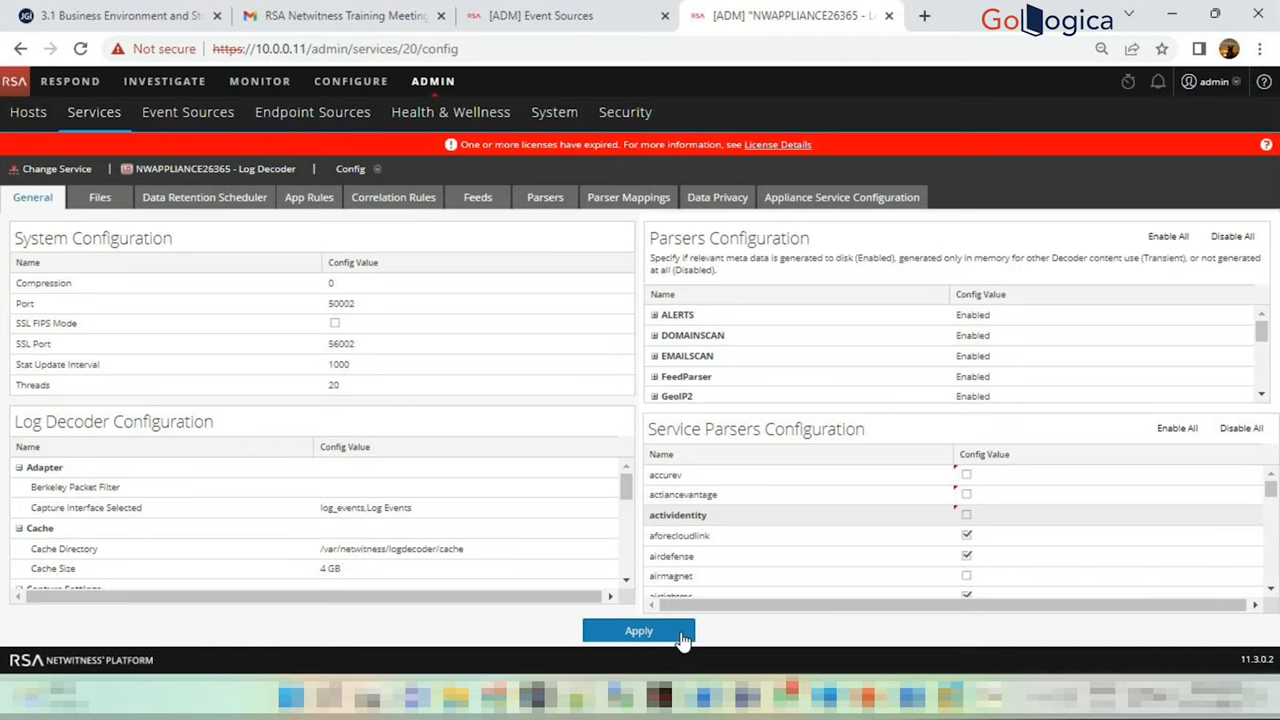 3.1 Business Environment and St
RSA Netwitness Training Meeting
RSA [ADM] Event Sources
RSA [ADM] "NWAPPLIANCE26365 - L
GoLogica
Not secure https://10.0.0.11/admin/services/20/config
RSA RESPOND INVESTIGATE MONITOR CONFIGURE ADMIN admin
Hosts Services Event Sources Endpoint Sources Health & Wellness System Security
One or more licenses have expired. For more information, see License Details
Change Service NWAPPLIANCE26365 - Log Decoder Config
General Files Data Retention Scheduler App Rules Correlation Rules Feeds Parsers Parser Mappings Data Privacy Appliance Service Configuration
System Configuration
Name Config Value
Compression 0
Port 50002
SSL FIPS Mode
SSL Port 56002
Stat Update Interval 1000
Threads 20
Log Decoder Configuration
Name Config Value
Adapter
Berkeley Packet Filter
Capture Interface Selected log_events,Log Events
Cache
Cache Directory /var/netwitness/logdecoder/cache
Cache Size 4 GB
Capture Settings
Parsers Configuration Enable All Disable All
Specify if relevant meta data is generated to disk (Enabled), generated only in memory for other Decoder content use (Transient), or not generated
at all (Disabled).
Name Config Value
ALERTS Enabled
DOMAINSCAN Enabled
EMAILSCAN Enabled
FeedParser Enabled
GeoIP2 Enabled
Service Parsers Configuration Enable All Disable All
Name Config Value
accurev
actiancevantage
actividentity
aforecloudlink
airdefense
airmagnet
Apply
RSA NETWITNESS® PLATFORM 11.3.0.2